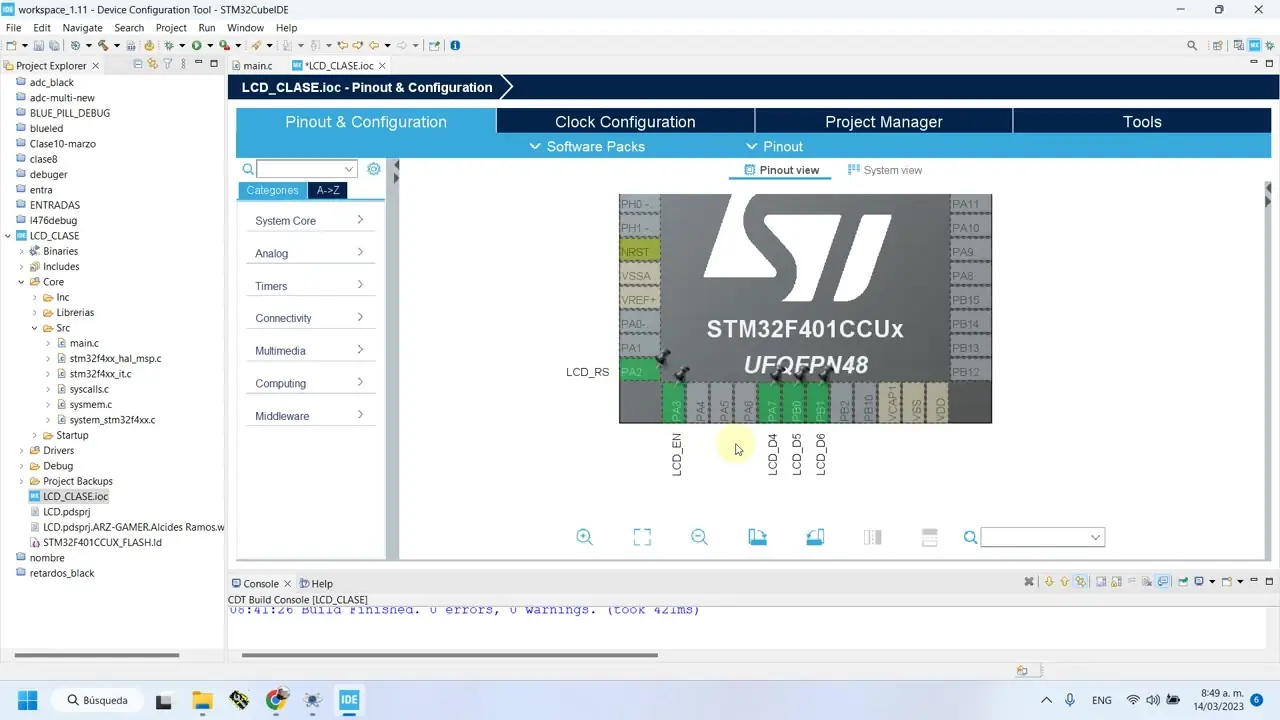 workspace_1.11 - Device Configuration Tool - STM32CubeIDE
File Edit Navigate Search Project Run Window Help
Project Explorer
main.c
*LCD_CLASE.ioc
adc_black
adc-multi-new
BLUE_PILL_DEBUG
blueled
Clase10-marzo
clase8
debuger
entra
ENTRADAS
l476debug
LCD_CLASE
Binaries
Includes
Core
Inc
Librerias
Src
main.c
stm32f4xx_hal_msp.c
stm32f4xx_it.c
syscalls.c
sysmem.c
system_stm32f4xx.c
Startup
Drivers
Debug
Project Backups
LCD_CLASE.ioc
LCD.pdsprj
LCD.pdsprj.ARZ-GAMER.Alcides Ramos.w
STM32F401CCUX_FLASH.ld
nombre
retardos_black
LCD_CLASE.ioc - Pinout & Configuration
Pinout & Configuration
Clock Configuration
Project Manager
Tools
Software Packs
Pinout
Pinout view
System view
Categories
A->Z
System Core
Analog
Timers
Connectivity
Multimedia
Computing
Middleware
PH0 -
PH1 -
NRST
VSSA
VREF+
PA0-
PA1
LCD_RS PA2
STM32F401CCUx
UFQFPN48
PA11
PA10
PA9
PA8
PB15
PB14
PB13
PB12
PA3 PA4 PA5 PA6 PA7 PB0 PB1 PB2 PB10 VCAP1 VSS VDD
LCD_EN LCD_D4 LCD_D5 LCD_D6
Console
Help
CDT Build Console [LCD_CLASE]
08:41:26 Build Finished. 0 errors, 0 warnings. (took 421ms)
Búsqueda
IDE
ENG
8:49 a. m.
14/03/2023
6